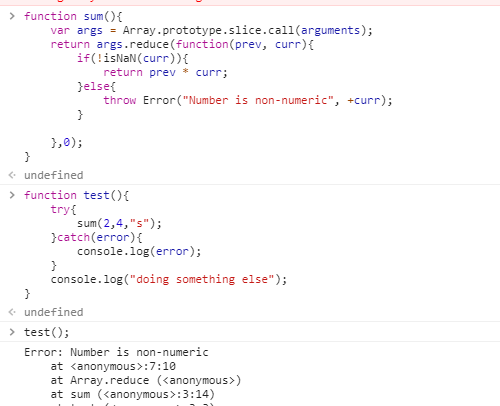 > function sum(){
var args = Array.prototype.slice.call(arguments);
return args.reduce(function(prev, curr){
if(!isNaN(curr)){
return prev * curr;
}else{
throw Error("Number is non-numeric", +curr);
}
},0);
}
undefined
> function test(){
try{
sum(2,4,"s");
}catch(error){
console.log(error);
}
console.log("doing something else");
}
undefined
> test();
Error: Number is non-numeric
at <anonymous>:7:10
at Array.reduce (<anonymous>)
at sum (<anonymous>:3:14)